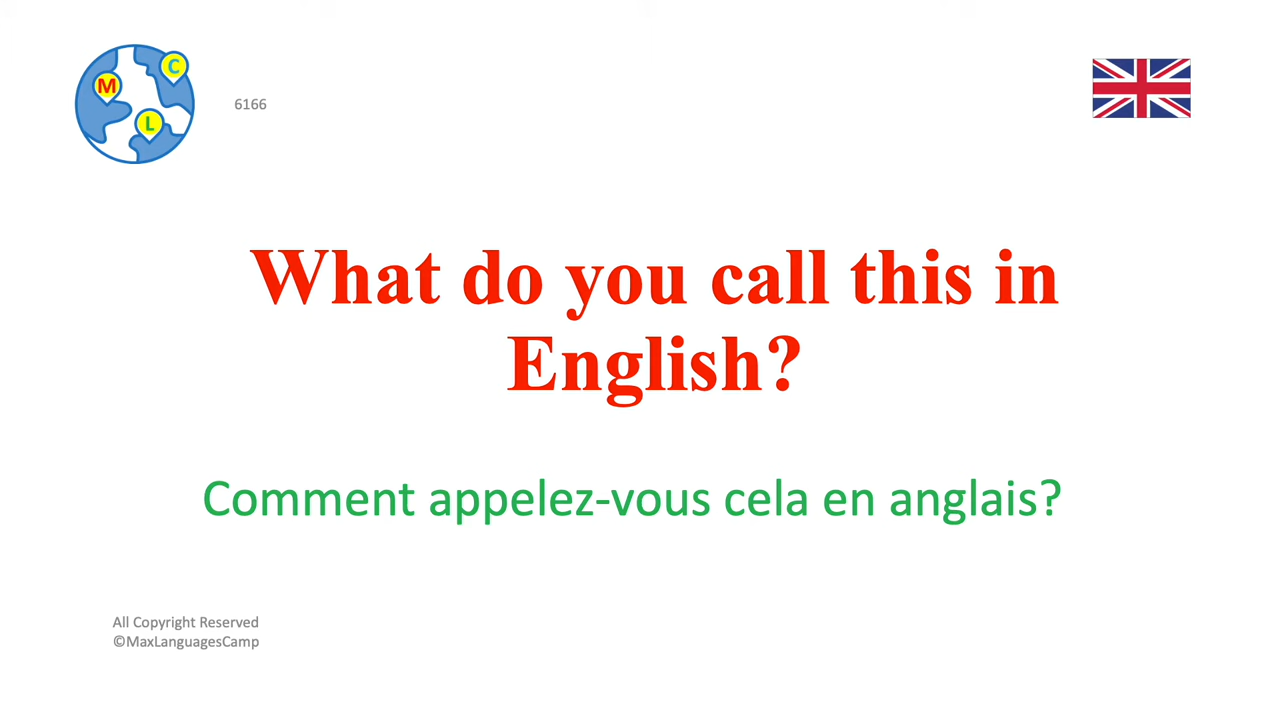 M
C
L
6166
What do you call this in
English?
Comment appelez-vous cela en anglais?
All Copyright Reserved
©MaxLanguagesCamp